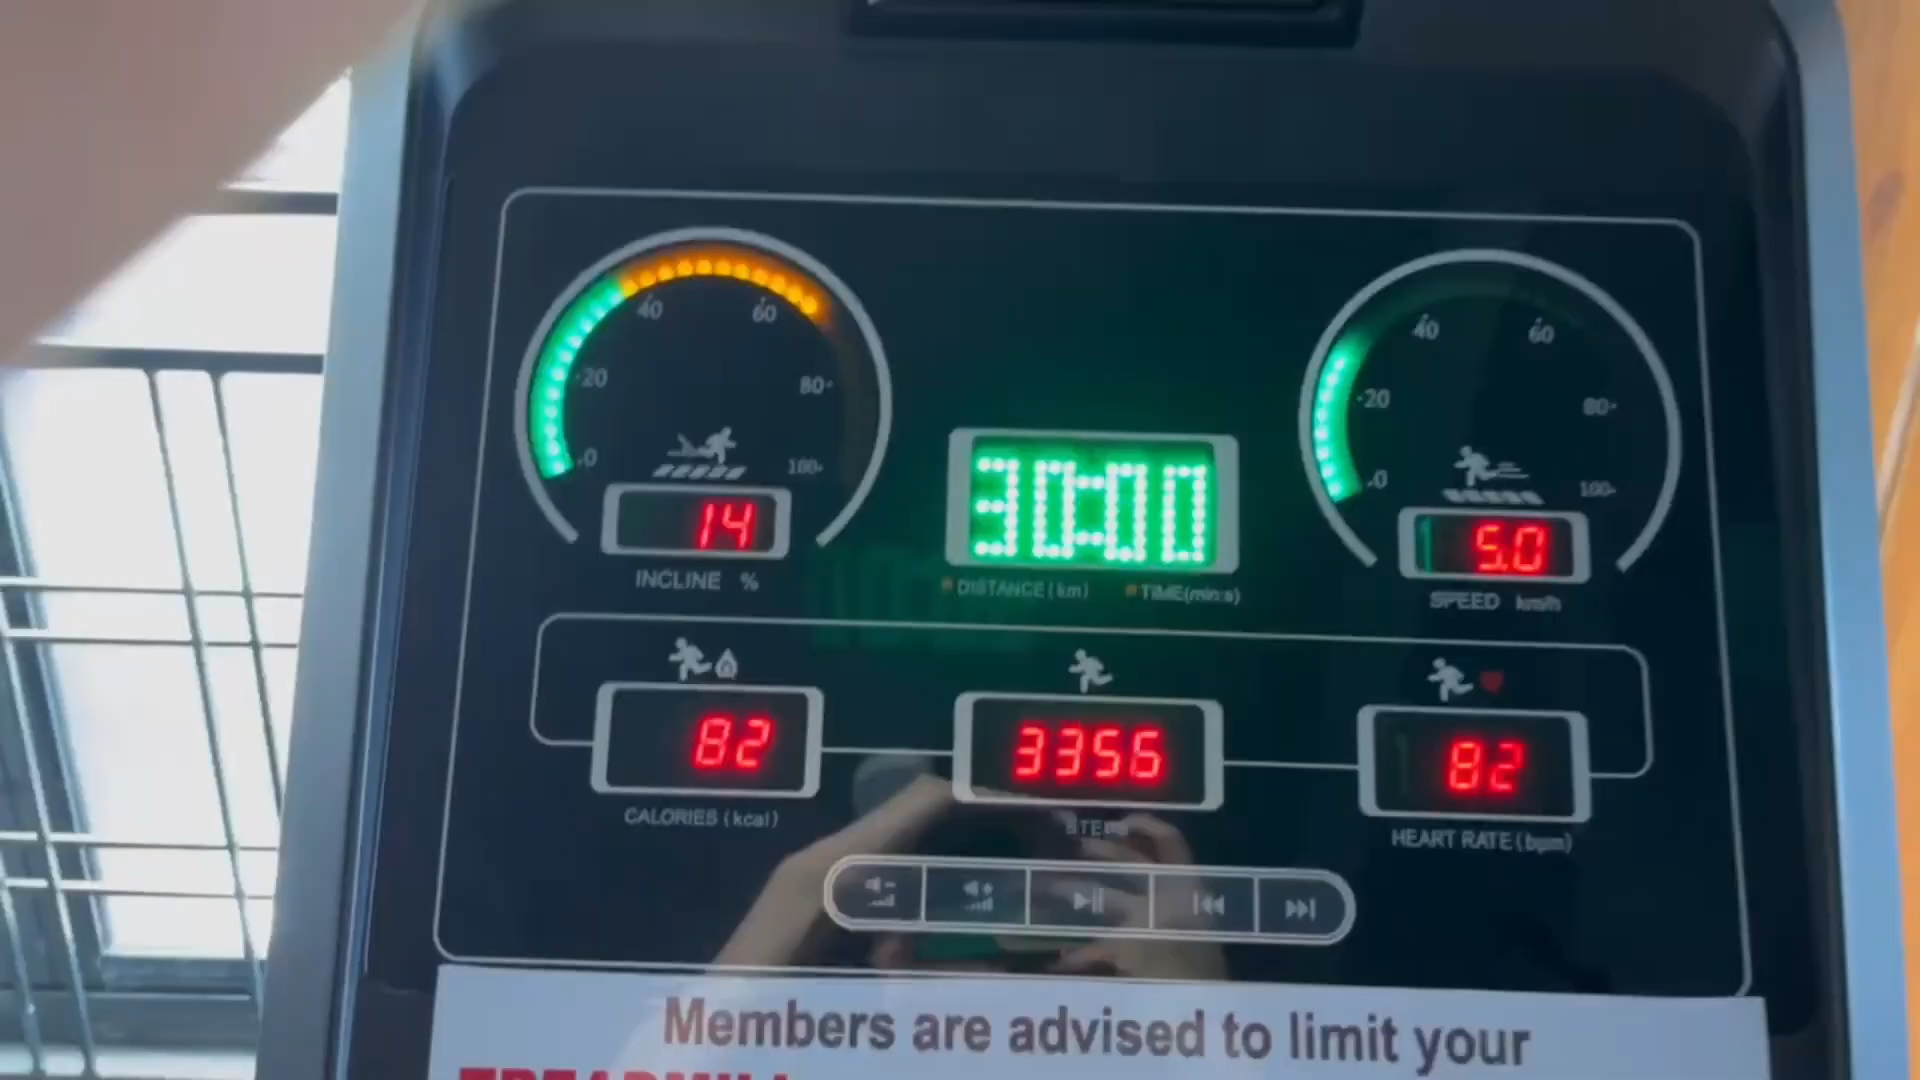 40 60
20 80
0 100
14
INCLINE %
30:00
DISTANCE (km) TIME(min:s)
40 60
20 80
0 100
5.0
SPEED km/h
82
CALORIES (kcal)
3356
STEPS
82
HEART RATE (bpm)
Members are advised to limit your